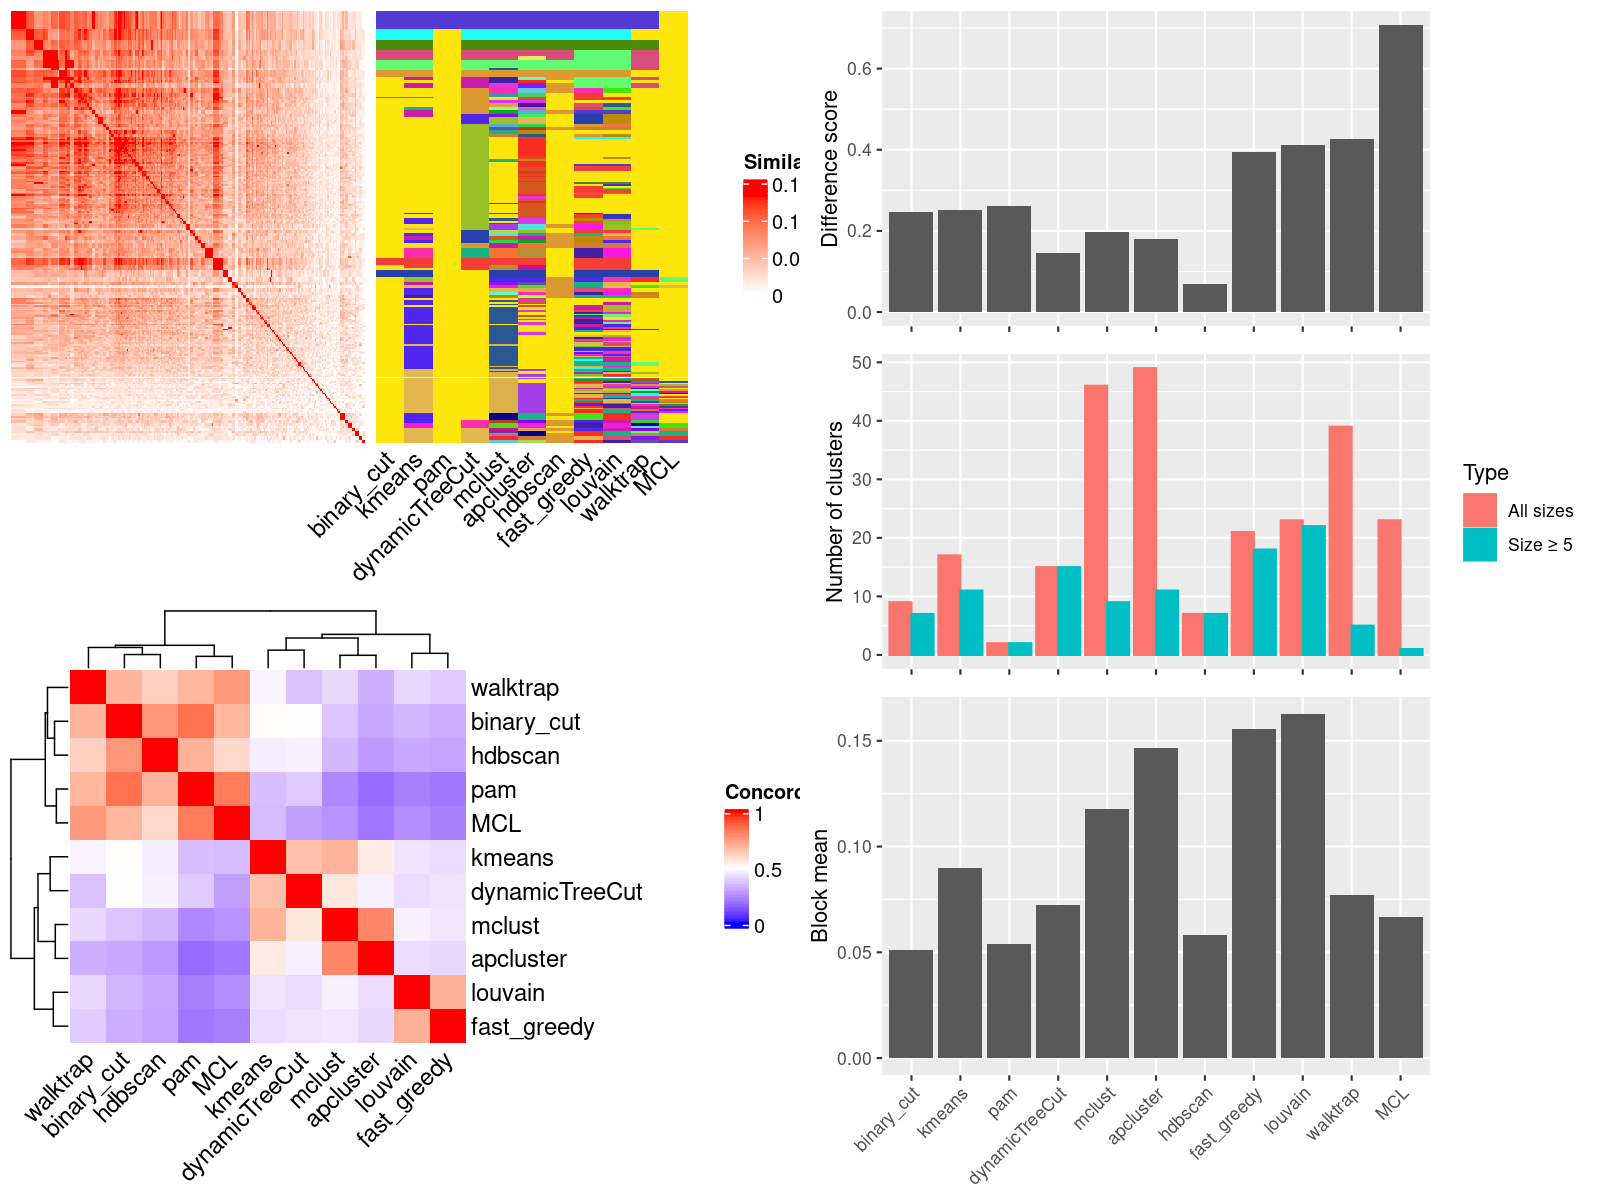 Simila
0.1
0.1
0.0
0
binary_cut
kmeans
pam
dynamicTreeCut
mclust
apcluster
hdbscan
fast_greedy
louvain
walktrap
MCL
Difference score
0.6
0.4
0.2
0.0
Number of clusters
50
40
30
20
10
0
Type
All sizes
Size ≥ 5
Block mean
0.15
0.10
0.05
0.00
binary_cut
kmeans
pam
dynamicTreeCut
mclust
apcluster
hdbscan
fast_greedy
louvain
walktrap
MCL
walktrap
binary_cut
hdbscan
pam
MCL
kmeans
dynamicTreeCut
mclust
apcluster
louvain
fast_greedy
Concord
1
0.5
0
walktrap
binary_cut
hdbscan
pam
MCL
kmeans
dynamicTreeCut
mclust
apcluster
louvain
fast_greedy